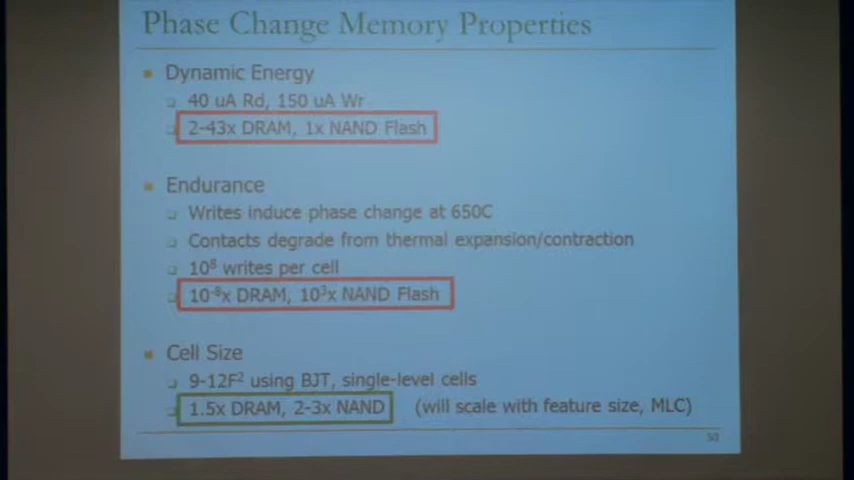 Phase Change Memory Properties
Dynamic Energy
40 uA Rd, 150 uA Wr
2-43x DRAM, 1x NAND Flash
Endurance
Writes induce phase change at 650C
Contacts degrade from thermal expansion/contraction
10⁸ writes per cell
10⁻⁸x DRAM, 10³x NAND Flash
Cell Size
9-12F² using BJT, single-level cells
1.5x DRAM, 2-3x NAND (will scale with feature size, MLC)